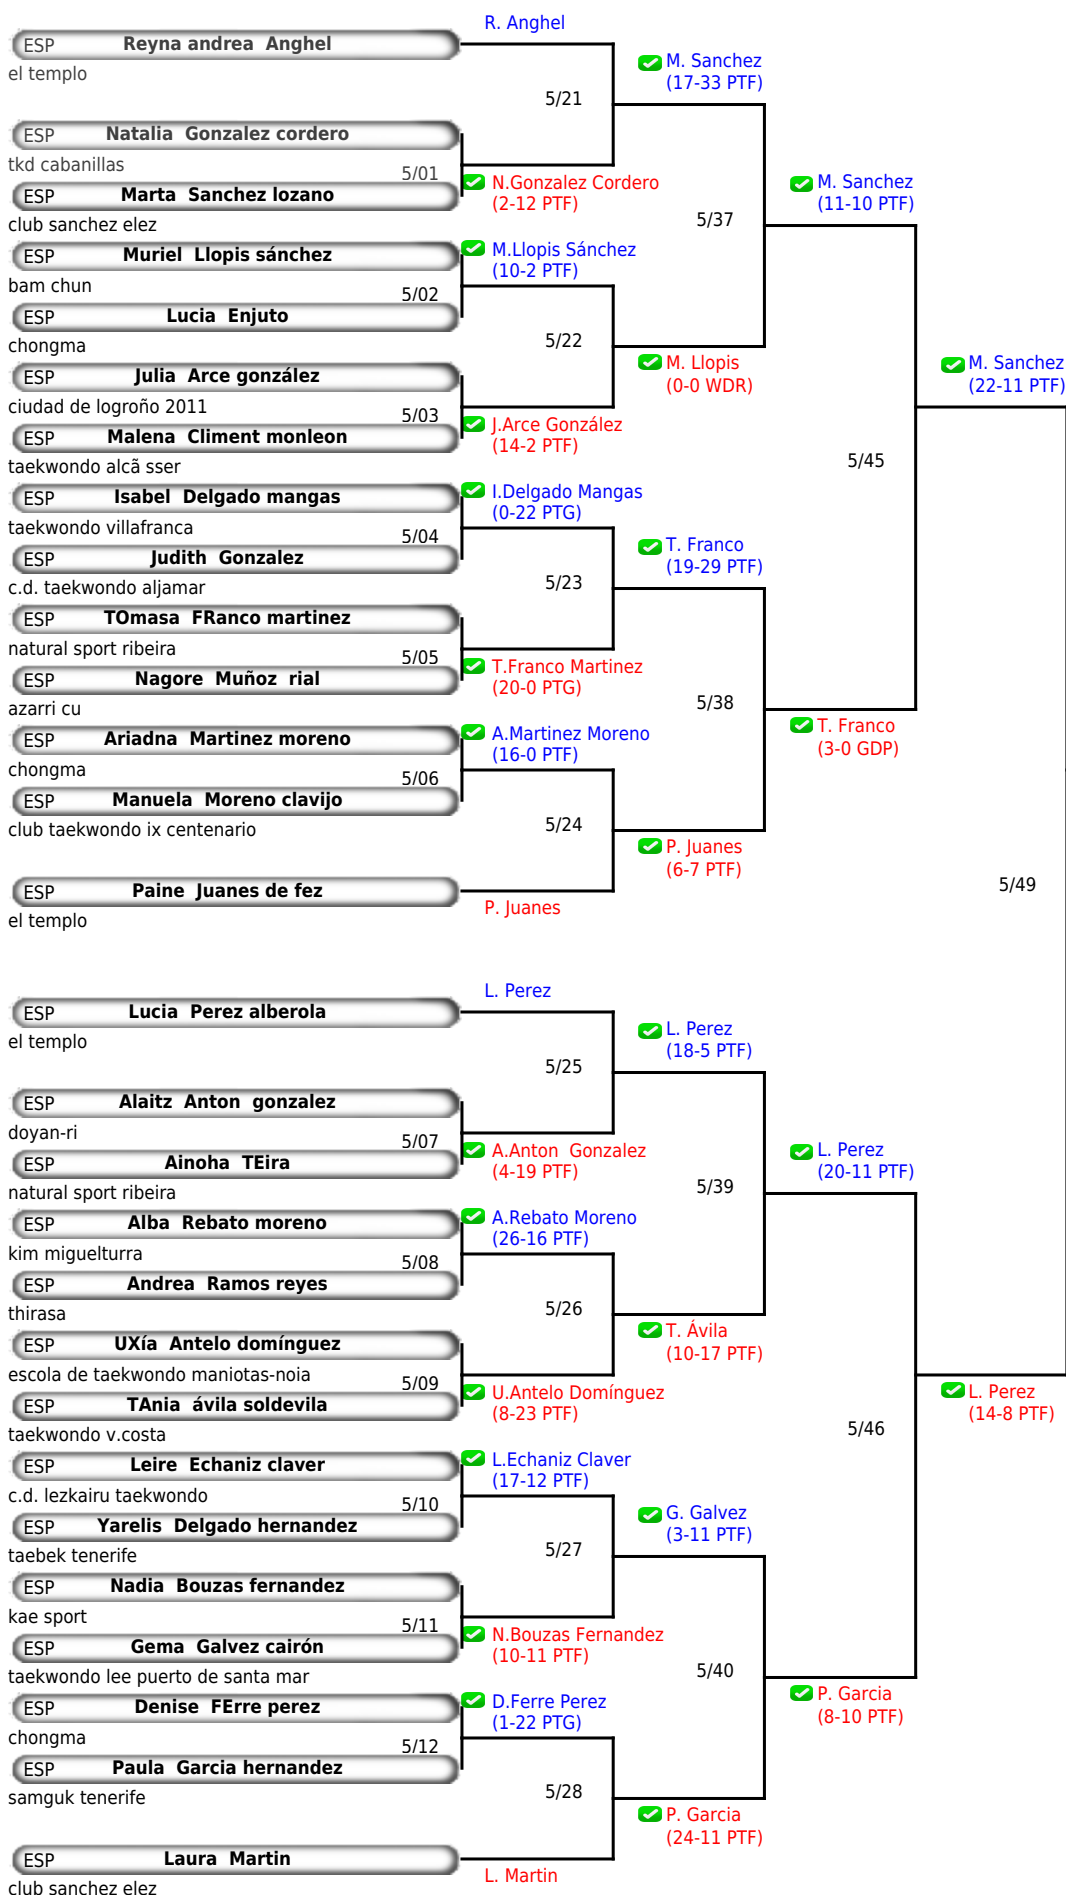 R. Anghel
ESP Reyna andrea Anghel
el templo
M. Sanchez
(17-33 PTF)
5/21
ESP Natalia Gonzalez cordero
tkd cabanillas
5/01
ESP Marta Sanchez lozano
club sanchez elez
N.Gonzalez Cordero
(2-12 PTF)
M. Sanchez
(11-10 PTF)
5/37
ESP Muriel Llopis sánchez
bam chun
M.Llopis Sánchez
(10-2 PTF)
5/02
ESP Lucia Enjuto
chongma
5/22
M. Llopis
(0-0 WDR)
M. Sanchez
(22-11 PTF)
ESP Julia Arce gonzález
ciudad de logroño 2011
5/03
ESP Malena Climent monleon
taekwondo alcã sser
J.Arce González
(14-2 PTF)
5/45
ESP Isabel Delgado mangas
taekwondo villafranca
I.Delgado Mangas
(0-22 PTG)
5/04
ESP Judith Gonzalez
c.d. taekwondo aljamar
T. Franco
(19-29 PTF)
5/23
ESP TOmasa FRanco martinez
natural sport ribeira
5/05
ESP Nagore Muñoz rial
azarri cu
T.Franco Martinez
(20-0 PTG)
5/38
ESP Ariadna Martinez moreno
chongma
A.Martinez Moreno
(16-0 PTF)
T. Franco
(3-0 GDP)
5/06
ESP Manuela Moreno clavijo
club taekwondo ix centenario
5/24
P. Juanes
(6-7 PTF)
ESP Paine Juanes de fez
el templo
P. Juanes
5/49
L. Perez
ESP Lucia Perez alberola
el templo
L. Perez
(18-5 PTF)
5/25
ESP Alaitz Anton gonzalez
doyan-ri
5/07
ESP Ainoha TEira
natural sport ribeira
A.Anton Gonzalez
(4-19 PTF)
L. Perez
(20-11 PTF)
5/39
ESP Alba Rebato moreno
kim miguelturra
A.Rebato Moreno
(26-16 PTF)
5/08
ESP Andrea Ramos reyes
thirasa
5/26
T. Ávila
(10-17 PTF)
ESP UXía Antelo domínguez
escola de taekwondo maniotas-noia
5/09
ESP TAnia ávila soldevila
taekwondo v.costa
U.Antelo Domínguez
(8-23 PTF)
L. Perez
(14-8 PTF)
5/46
ESP Leire Echaniz claver
c.d. lezkairu taekwondo
L.Echaniz Claver
(17-12 PTF)
5/10
ESP Yarelis Delgado hernandez
taebek tenerife
G. Galvez
(3-11 PTF)
5/27
ESP Nadia Bouzas fernandez
kae sport
5/11
ESP Gema Galvez cairón
taekwondo lee puerto de santa mar
N.Bouzas Fernandez
(10-11 PTF)
5/40
ESP Denise FErre perez
chongma
D.Ferre Perez
(1-22 PTG)
P. Garcia
(8-10 PTF)
5/12
ESP Paula Garcia hernandez
samguk tenerife
5/28
P. Garcia
(24-11 PTF)
ESP Laura Martin
club sanchez elez
L. Martin